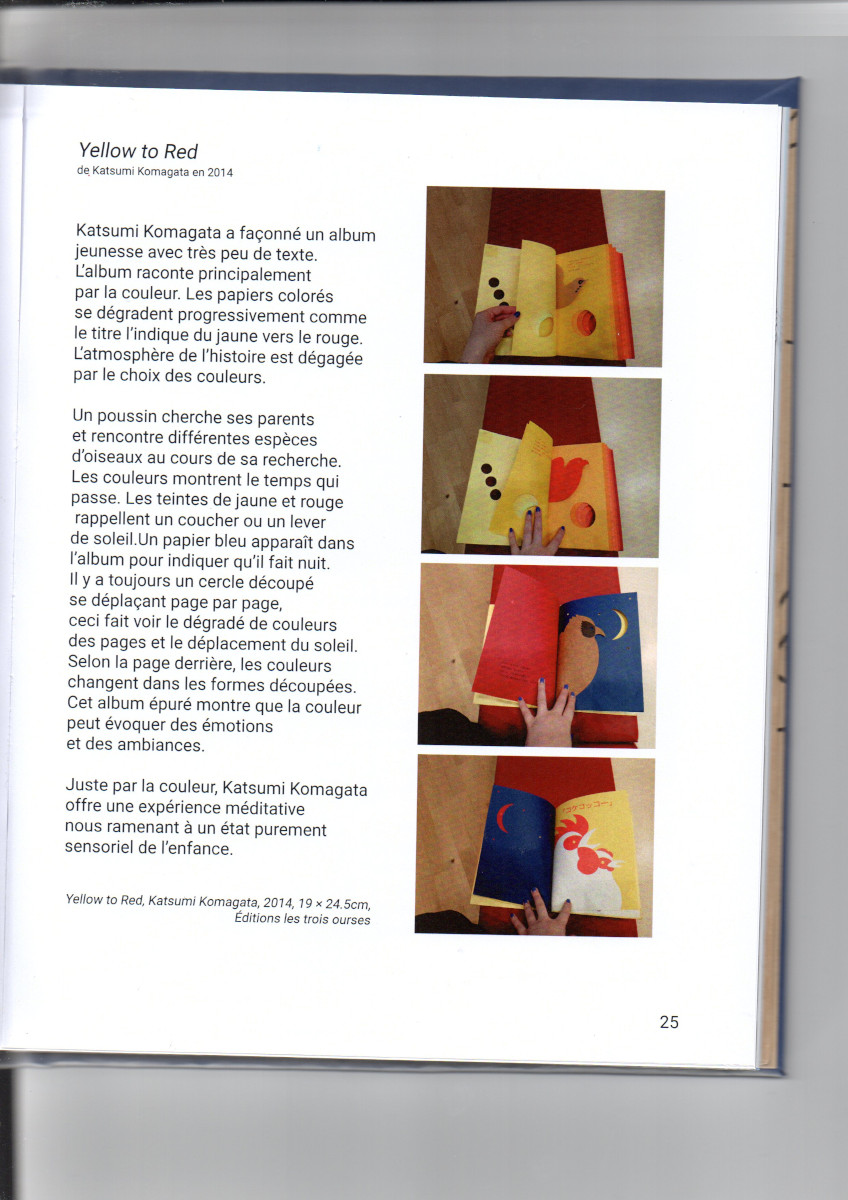 Yellow to Red
de Katsumi Komagata en 2014
Katsumi Komagata a façonné un album
jeunesse avec très peu de texte.
L’album raconte principalement
par la couleur. Les papiers colorés
se dégradent progressivement comme
le titre l’indique du jaune vers le rouge.
L’atmosphère de l’histoire est dégagée
par le choix des couleurs.
Un poussin cherche ses parents
et rencontre différentes espèces
d’oiseaux au cours de sa recherche.
Les couleurs montrent le temps qui
passe. Les teintes de jaune et rouge
rappellent un coucher ou un lever
de soleil.Un papier bleu apparaît dans
l’album pour indiquer qu’il fait nuit.
Il y a toujours un cercle découpé
se déplaçant page par page,
ceci fait voir le dégradé de couleurs
des pages et le déplacement du soleil.
Selon la page derrière, les couleurs
changent dans les formes découpées.
Cet album épuré montre que la couleur
peut évoquer des émotions
et des ambiances.
Juste par la couleur, Katsumi Komagata
offre une expérience méditative
nous ramenant à un état purement
sensoriel de l’enfance.
Yellow to Red, Katsumi Komagata, 2014, 19 × 24.5cm,
Éditions les trois ourses
25